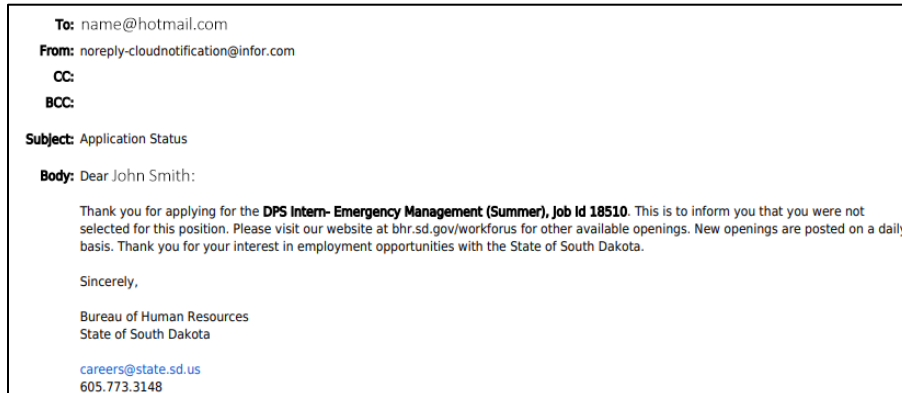 To: name@hotmail.com
From: noreply-cloudnotification@infor.com
CC:
BCC:
Subject: Application Status
Body: Dear John Smith:
Thank you for applying for the DPS Intern- Emergency Management (Summer), Job Id 18510. This is to inform you that you were not
selected for this position. Please visit our website at bhr.sd.gov/workforus for other available openings. New openings are posted on a daily
basis. Thank you for your interest in employment opportunities with the State of South Dakota.
Sincerely,
Bureau of Human Resources
State of South Dakota
careers@state.sd.us
605.773.3148